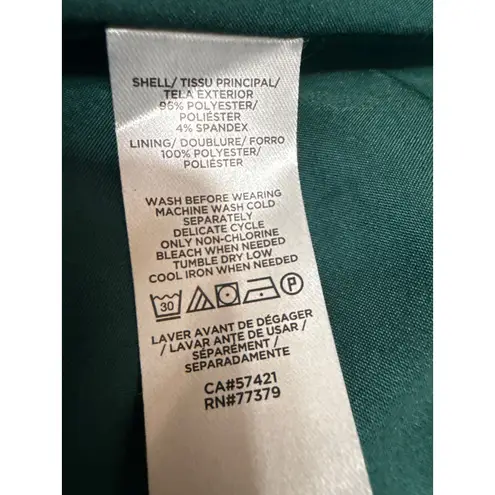 SHELL/ TISSU PRINCIPAL/
TELA EXTERIOR
96% POLYESTER/
POLIÉSTER
4% SPANDEX
LINING/ DOUBLURE/ FORRO
100% POLYESTER/
POLIÉSTER
WASH BEFORE WEARING
MACHINE WASH COLD
SEPARATELY
DELICATE CYCLE
ONLY NON-CHLORINE
BLEACH WHEN NEEDED
TUMBLE DRY LOW
COOL IRON WHEN NEEDED
30 P
LAVER AVANT DE DÉGAGER
/ LAVAR ANTE DE USAR /
SÉPARÉMENT /
SEPARADAMENTE
CA#57421
RN#77379